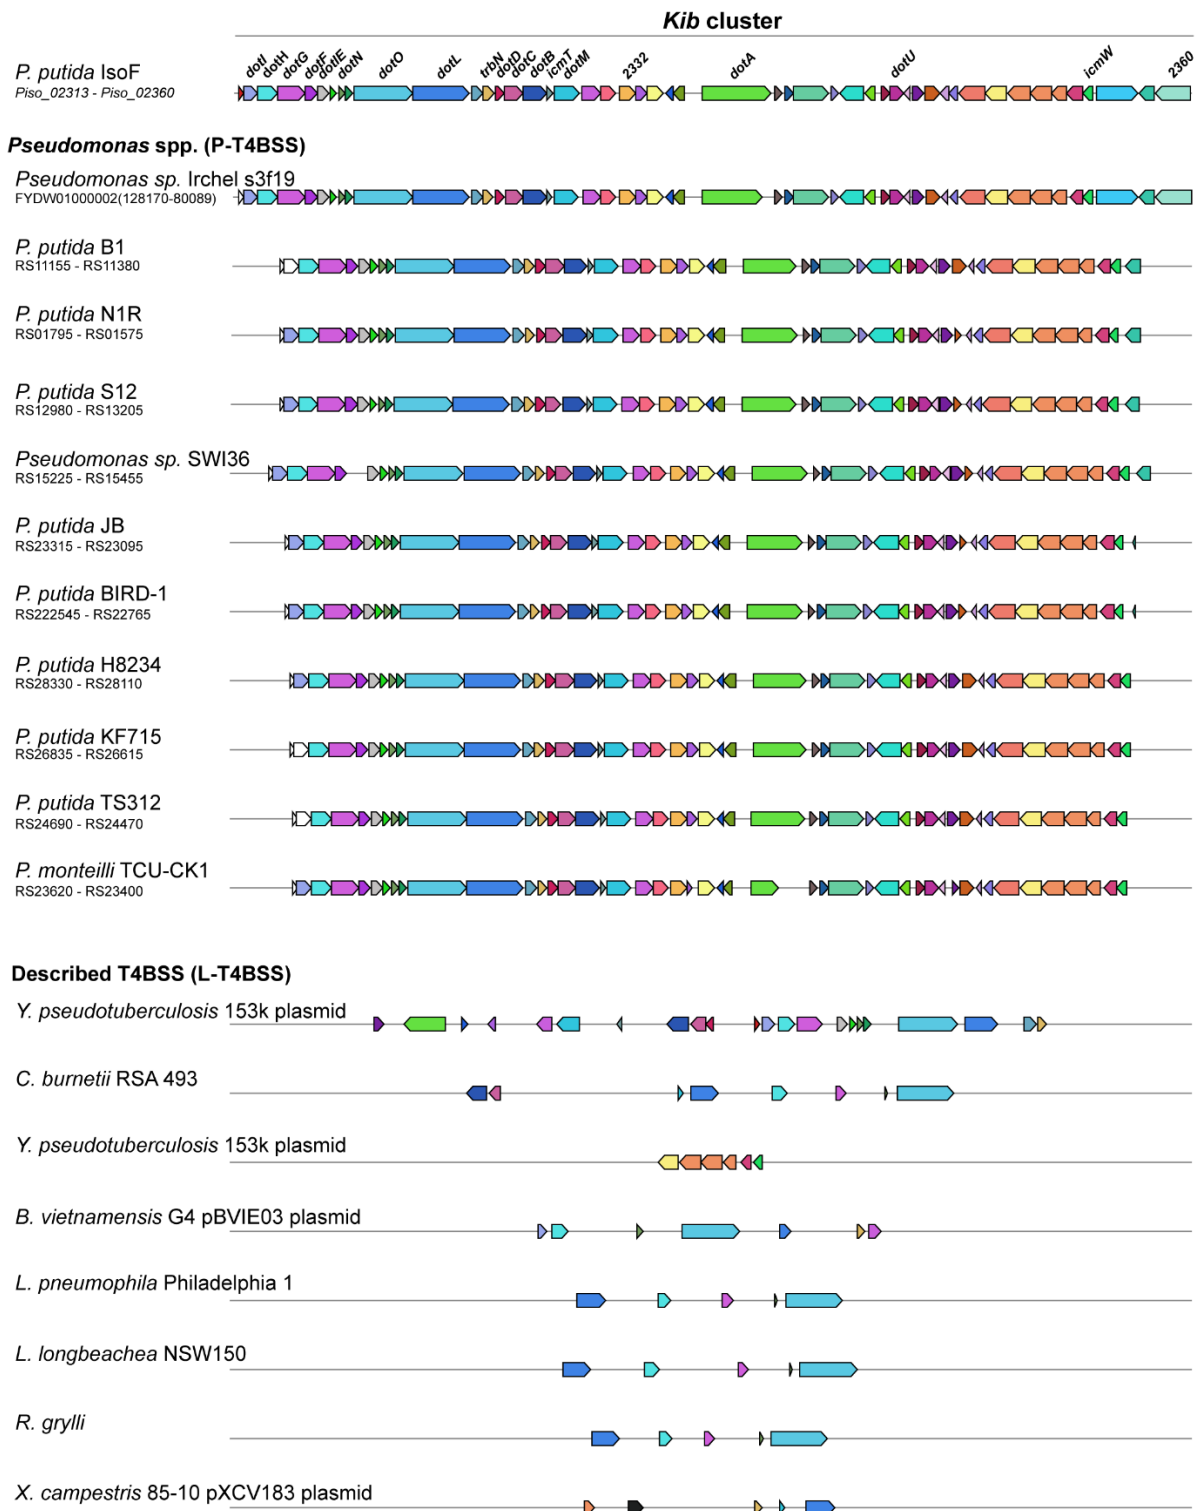 Kib cluster
dotI dotH dotG dotF dotIE dotN dotO dotL trbN dotD dotC dotB icmT dotM 2332 dotA dotU icmW 2360
P. putida IsoF
Piso_02313 - Piso_02360
Pseudomonas spp. (P-T4BSS)
Pseudomonas sp. Irchel s3f19
FYDW01000002(128170-80089)
P. putida B1
RS11155 - RS11380
P. putida N1R
RS01795 - RS01575
P. putida S12
RS12980 - RS13205
Pseudomonas sp. SWI36
RS15225 - RS15455
P. putida JB
RS23315 - RS23095
P. putida BIRD-1
RS222545 - RS22765
P. putida H8234
RS28330 - RS28110
P. putida KF715
RS26835 - RS26615
P. putida TS312
RS24690 - RS24470
P. monteilli TCU-CK1
RS23620 - RS23400
Described T4BSS (L-T4BSS)
Y. pseudotuberculosis 153k plasmid
C. burnetii RSA 493
Y. pseudotuberculosis 153k plasmid
B. vietnamensis G4 pBVIE03 plasmid
L. pneumophila Philadelphia 1
L. longbeachea NSW150
R. grylli
X. campestris 85-10 pXCV183 plasmid